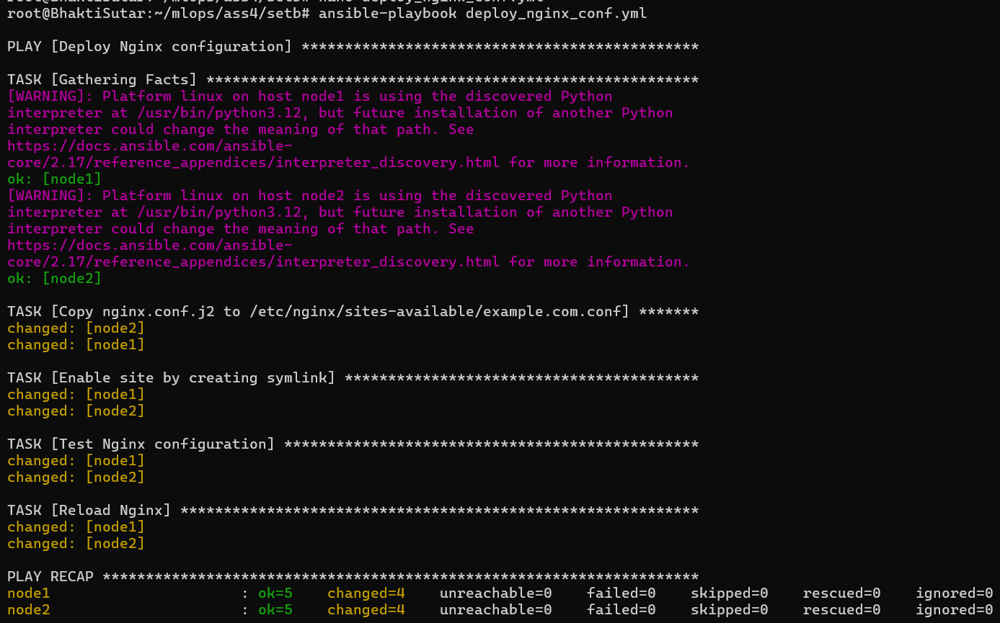 root@BhaktiSutar:~/mlops/ass4/setb# nano deploy_nginx_conf.yml
root@BhaktiSutar:~/mlops/ass4/setb# ansible-playbook deploy_nginx_conf.yml
PLAY [Deploy Nginx configuration] **********************************************
TASK [Gathering Facts] *********************************************************
[WARNING]: Platform linux on host node1 is using the discovered Python
interpreter at /usr/bin/python3.12, but future installation of another Python
interpreter could change the meaning of that path. See
https://docs.ansible.com/ansible-
core/2.17/reference_appendices/interpreter_discovery.html for more information.
ok: [node1]
[WARNING]: Platform linux on host node2 is using the discovered Python
interpreter at /usr/bin/python3.12, but future installation of another Python
interpreter could change the meaning of that path. See
https://docs.ansible.com/ansible-
core/2.17/reference_appendices/interpreter_discovery.html for more information.
ok: [node2]
TASK [Copy nginx.conf.j2 to /etc/nginx/sites-available/example.com.conf] *******
changed: [node2]
changed: [node1]
TASK [Enable site by creating symlink] *****************************************
changed: [node1]
changed: [node2]
TASK [Test Nginx configuration] ************************************************
changed: [node1]
changed: [node2]
TASK [Reload Nginx] ************************************************************
changed: [node1]
changed: [node2]
PLAY RECAP *********************************************************************
node1 : ok=5 changed=4 unreachable=0 failed=0 skipped=0 rescued=0 ignored=0
node2 : ok=5 changed=4 unreachable=0 failed=0 skipped=0 rescued=0 ignored=0